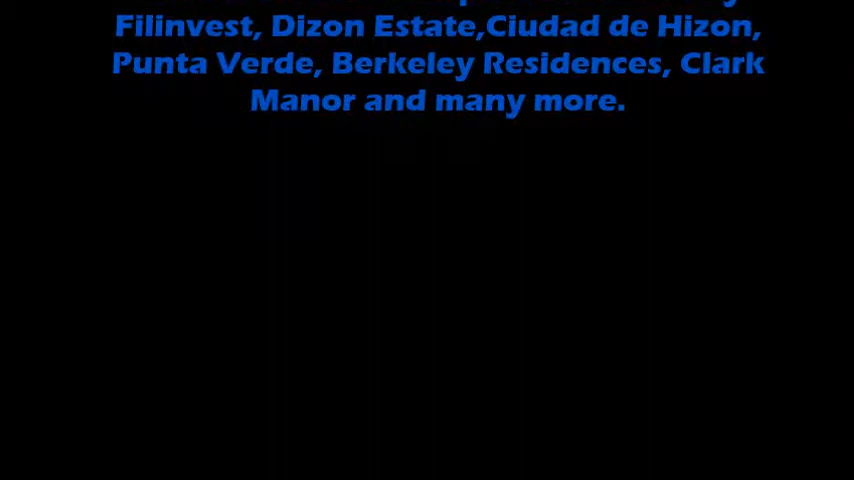 Filinvest, Dizon Estate,Ciudad de Hizon,
Punta Verde, Berkeley Residences, Clark
Manor and many more.